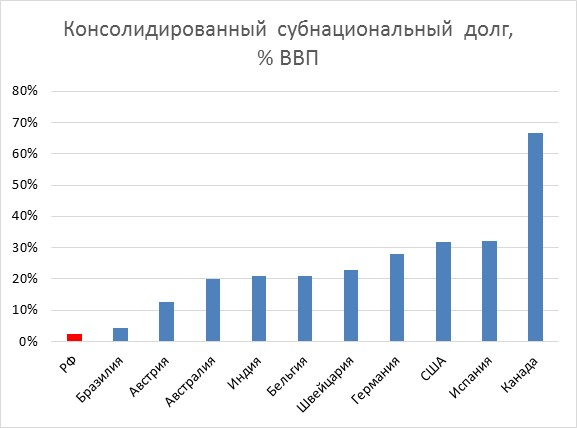 Консолидированный субнациональный долг,
% ВВП
80%
70%
60%
50%
40%
30%
20%
10%
0%
РФ
Бразилия
Австрия
Австралия
Индия
Бельгия
Швейцария
Германия
США
Испания
Канада